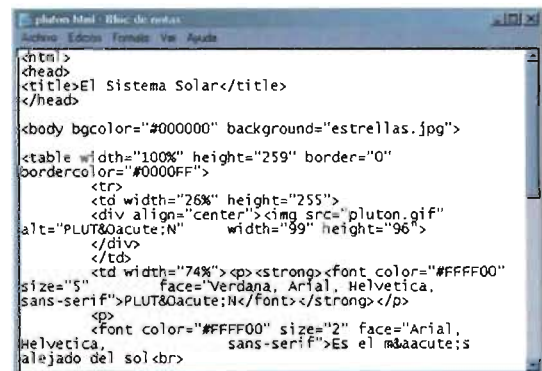 pluton.html - Bloc de notas
Archivo Edición Formato Ver Ayuda
<html>
<head>
<title>El Sistema Solar</title>
</head>
<body bgcolor="#000000" background="estrellas.jpg">
<table width="100%" height="259" border="0"
bordercolor="#0000FF">
<tr>
<td width="26%" height="255">
<div align="center"><img src="pluton.gif"
alt="PLUT&Oacute;N" width="99" height="96">
</div>
</td>
<td width="74%"><p><strong><font color="#FFFF00"
size="5" face="Verdana, Arial, Helvetica,
sans-serif">PLUT&Oacute;N</font></strong></p>
<p>
<font color="#FFFF00" size="2" face="Arial,
Helvetica, sans-serif">Es el m&aacute;s
alejado del sol<br>